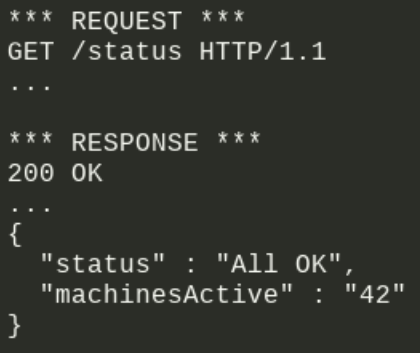 *** REQUEST ***
GET /status HTTP/1.1
...
*** RESPONSE ***
200 OK
...
{
"status" : "All OK",
"machinesActive" : "42"
}